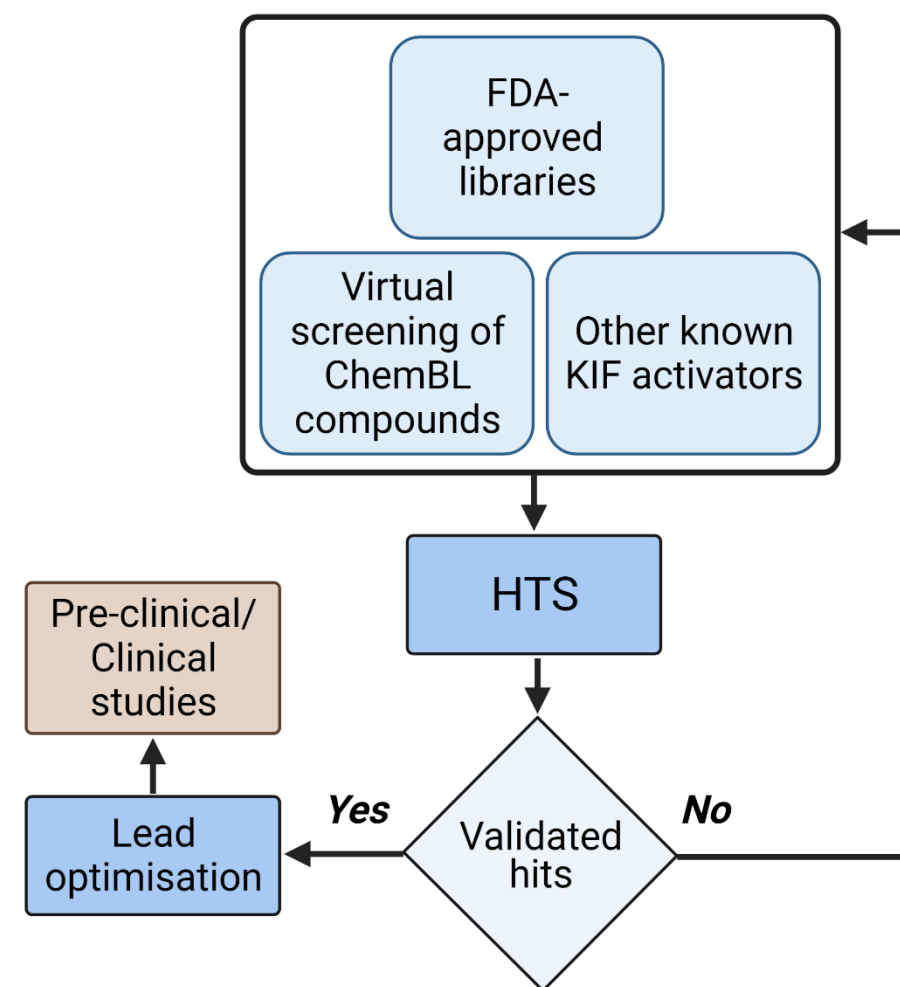 FDA-
approved
libraries
Virtual
screening of
ChemBL
compounds
Other known
KIF activators
HTS
Pre-clinical/
Clinical
studies
Yes
No
Validated
hits
Lead
optimisation